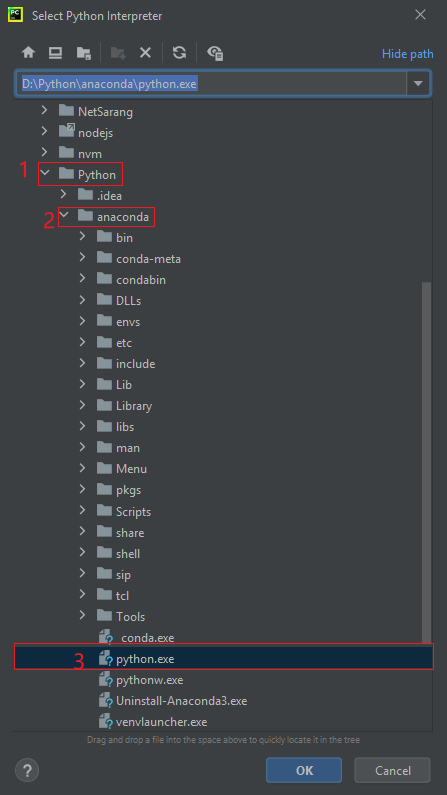 Select Python Interpreter
Hide path
D:\Python\anaconda\python.exe
NetSarang
nodejs
nvm
1 Python
.idea
2 anaconda
bin
conda-meta
condabin
DLLs
envs
etc
include
Lib
Library
libs
man
Menu
pkgs
Scripts
share
shell
sip
tcl
Tools
_conda.exe
3 python.exe
pythonw.exe
Uninstall-Anaconda3.exe
venvlauncher.exe
Drag and drop a file into the space above to quickly locate it in the tree
? OK Cancel